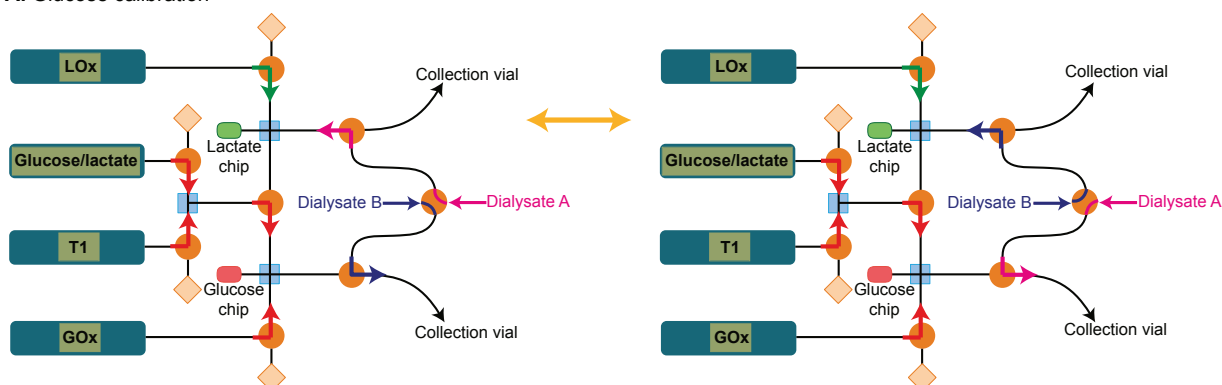 A. Glucose calibration
LOx
Collection vial
Glucose/lactate
Lactate
chip
Dialysate B
Dialysate A
T1
Glucose
chip
GOx
Collection vial
LOx
Collection vial
Glucose/lactate
Lactate
chip
Dialysate B
Dialysate A
T1
Glucose
chip
GOx
Collection vial